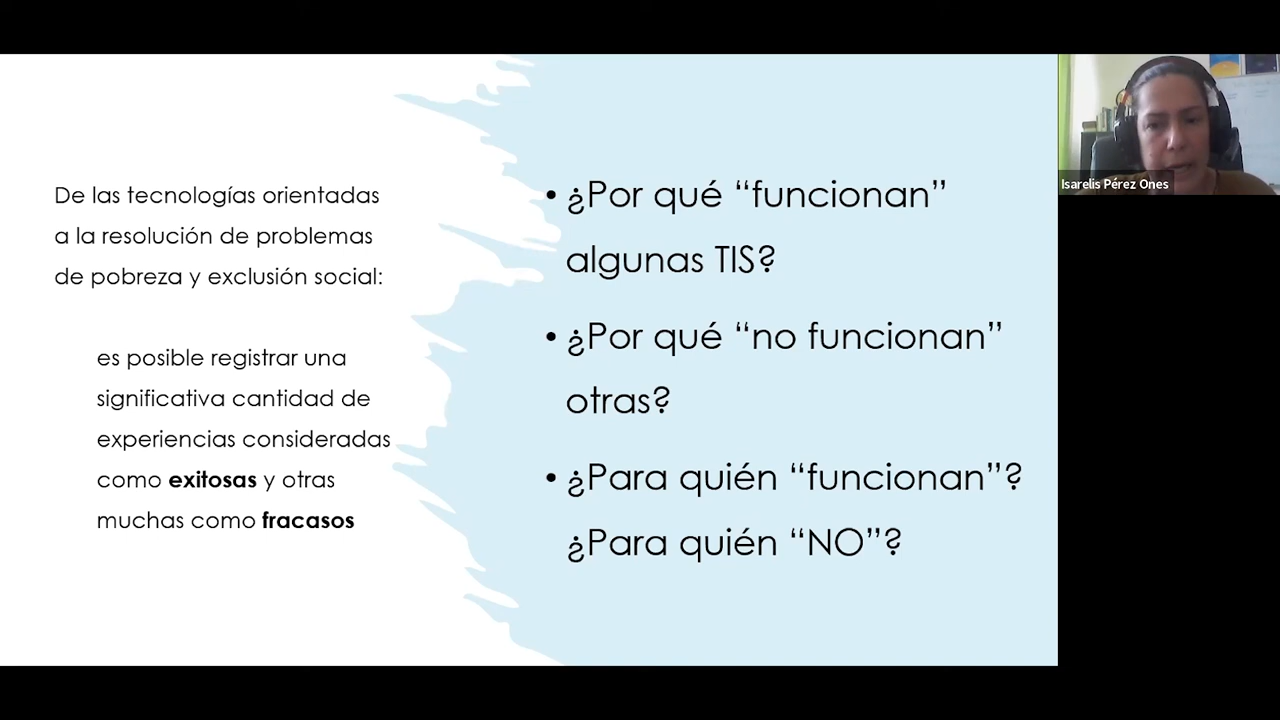 De las tecnologías orientadas
a la resolución de problemas
de pobreza y exclusión social:
es posible registrar una
significativa cantidad de
experiencias consideradas
como exitosas y otras
muchas como fracasos
• ¿Por qué “funcionan”
algunas TIS?
• ¿Por qué “no funcionan”
otras?
• ¿Para quién “funcionan”?
¿Para quién “NO”?
Isarelis Pérez Ones